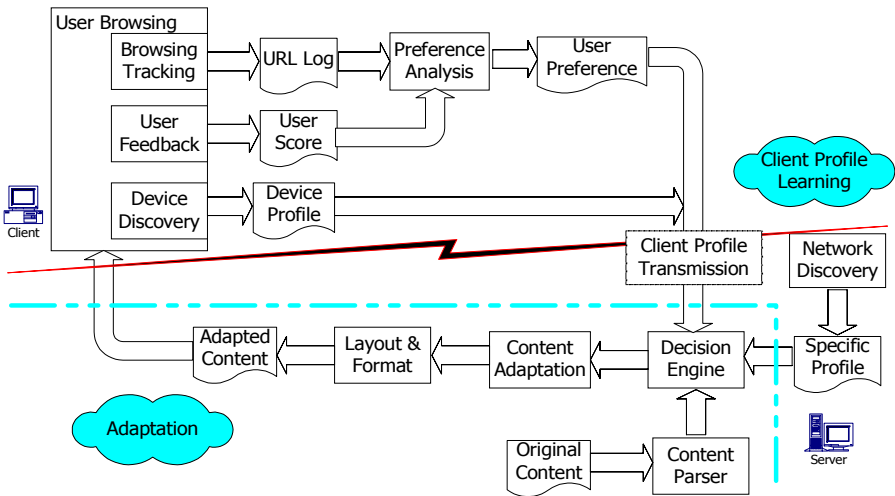 User Browsing
Browsing
Tracking
URL Log
Preference
Analysis
User
Preference
User
Feedback
User
Score
Client Profile
Learning
Device
Discovery
Device
Profile
Client
Client Profile
Transmission
Network
Discovery
Adapted
Content
Layout &
Format
Content
Adaptation
Decision
Engine
Specific
Profile
Adaptation
Original
Content
Content
Parser
Server